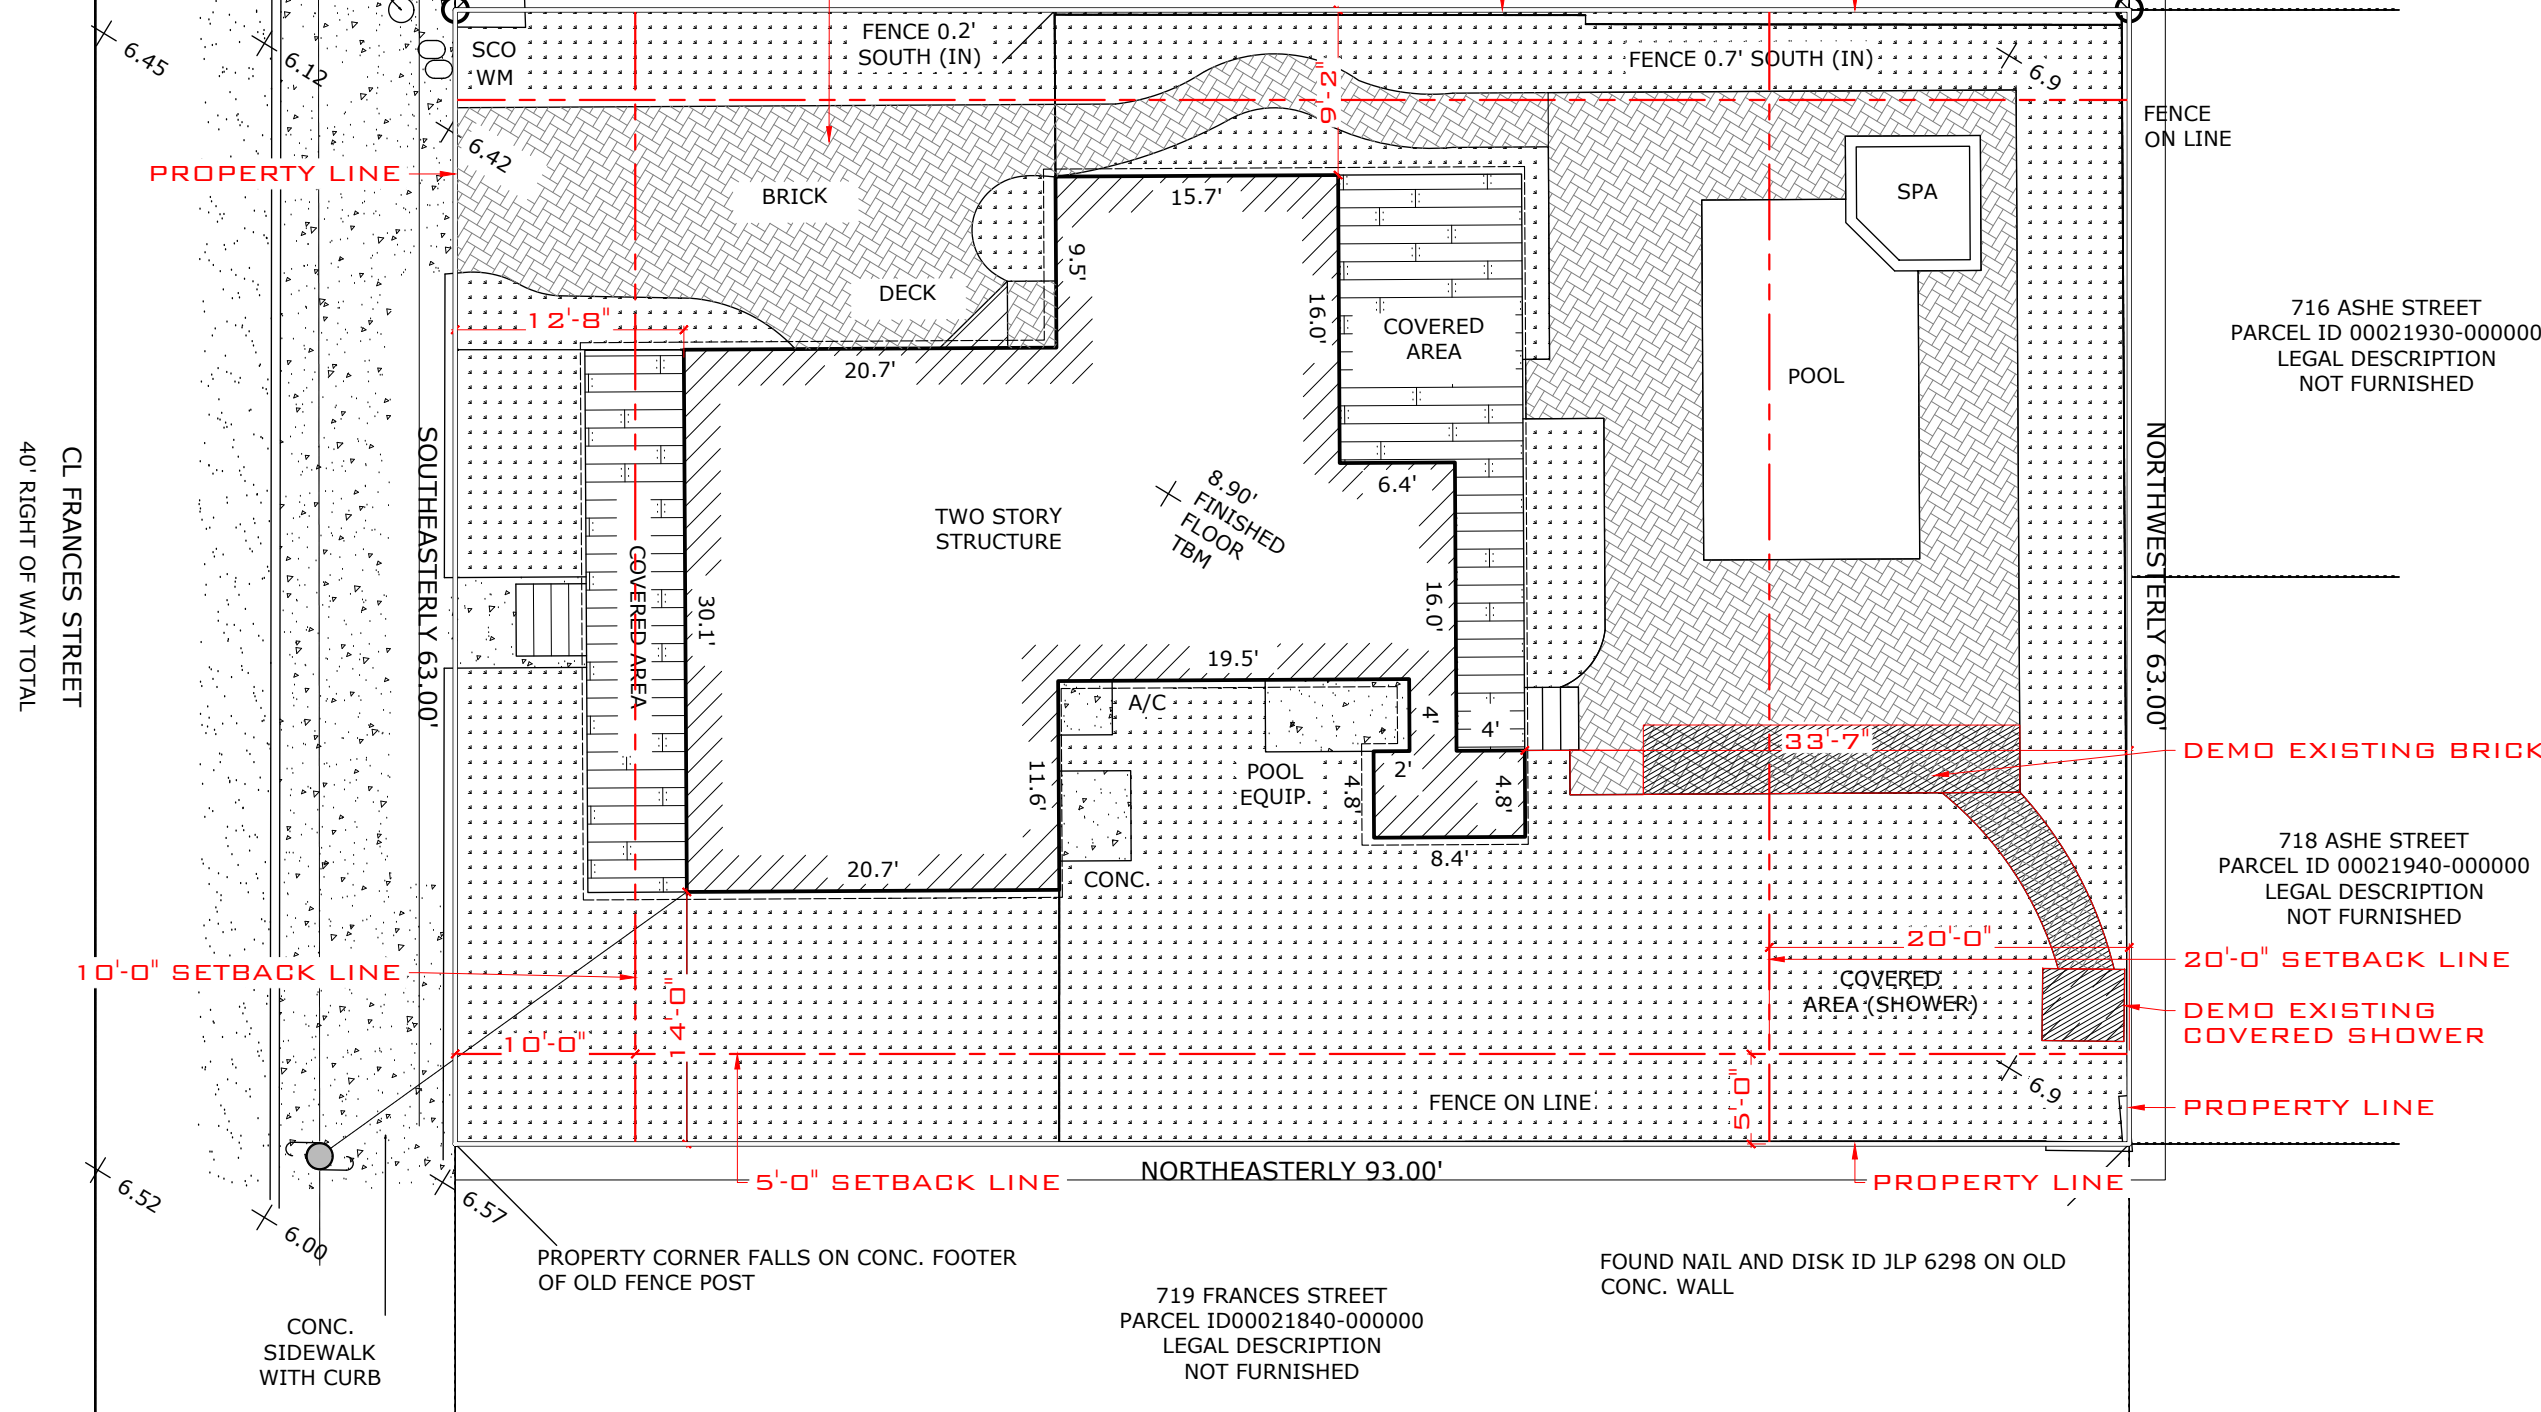 FENCE 0.2'
SOUTH (IN)
SCO
WM
6.45
6.12
9'-2"
FENCE 0.7' SOUTH (IN)
6.9
FENCE
ON LINE
6.42
PROPERTY LINE
BRICK
15.7'
SPA
9.5'
DECK
16.0'
12'-8"
COVERED
AREA
20.7'
POOL
716 ASHE STREET
PARCEL ID 00021930-000000
LEGAL DESCRIPTION
NOT FURNISHED
CL FRANCES STREET
40' RIGHT OF WAY TOTAL
SOUTHEASTERLY 63.00'
NORTHWESTERLY 63.00'
6.4'
8.90'
FINISHED
FLOOR
TBM
TWO STORY
STRUCTURE
COVERED AREA
30.1'
16.0'
19.5'
A/C
4'
4'
33'-7"
DEMO EXISTING BRICK
POOL
EQUIP.
2'
11.6'
4.8'
4.8'
8.4'
20.7'
CONC.
718 ASHE STREET
PARCEL ID 00021940-000000
LEGAL DESCRIPTION
NOT FURNISHED
20'-0"
20'-0" SETBACK LINE
10'-0" SETBACK LINE
COVERED
AREA (SHOWER)
DEMO EXISTING
COVERED SHOWER
14'-0"
10'-0"
5'-0"
6.9
FENCE ON LINE
PROPERTY LINE
NORTHEASTERLY 93.00'
5'-0" SETBACK LINE
PROPERTY LINE
6.52
6.57
6.00
PROPERTY CORNER FALLS ON CONC. FOOTER
OF OLD FENCE POST
FOUND NAIL AND DISK ID JLP 6298 ON OLD
CONC. WALL
719 FRANCES STREET
PARCEL ID00021840-000000
LEGAL DESCRIPTION
NOT FURNISHED
CONC.
SIDEWALK
WITH CURB